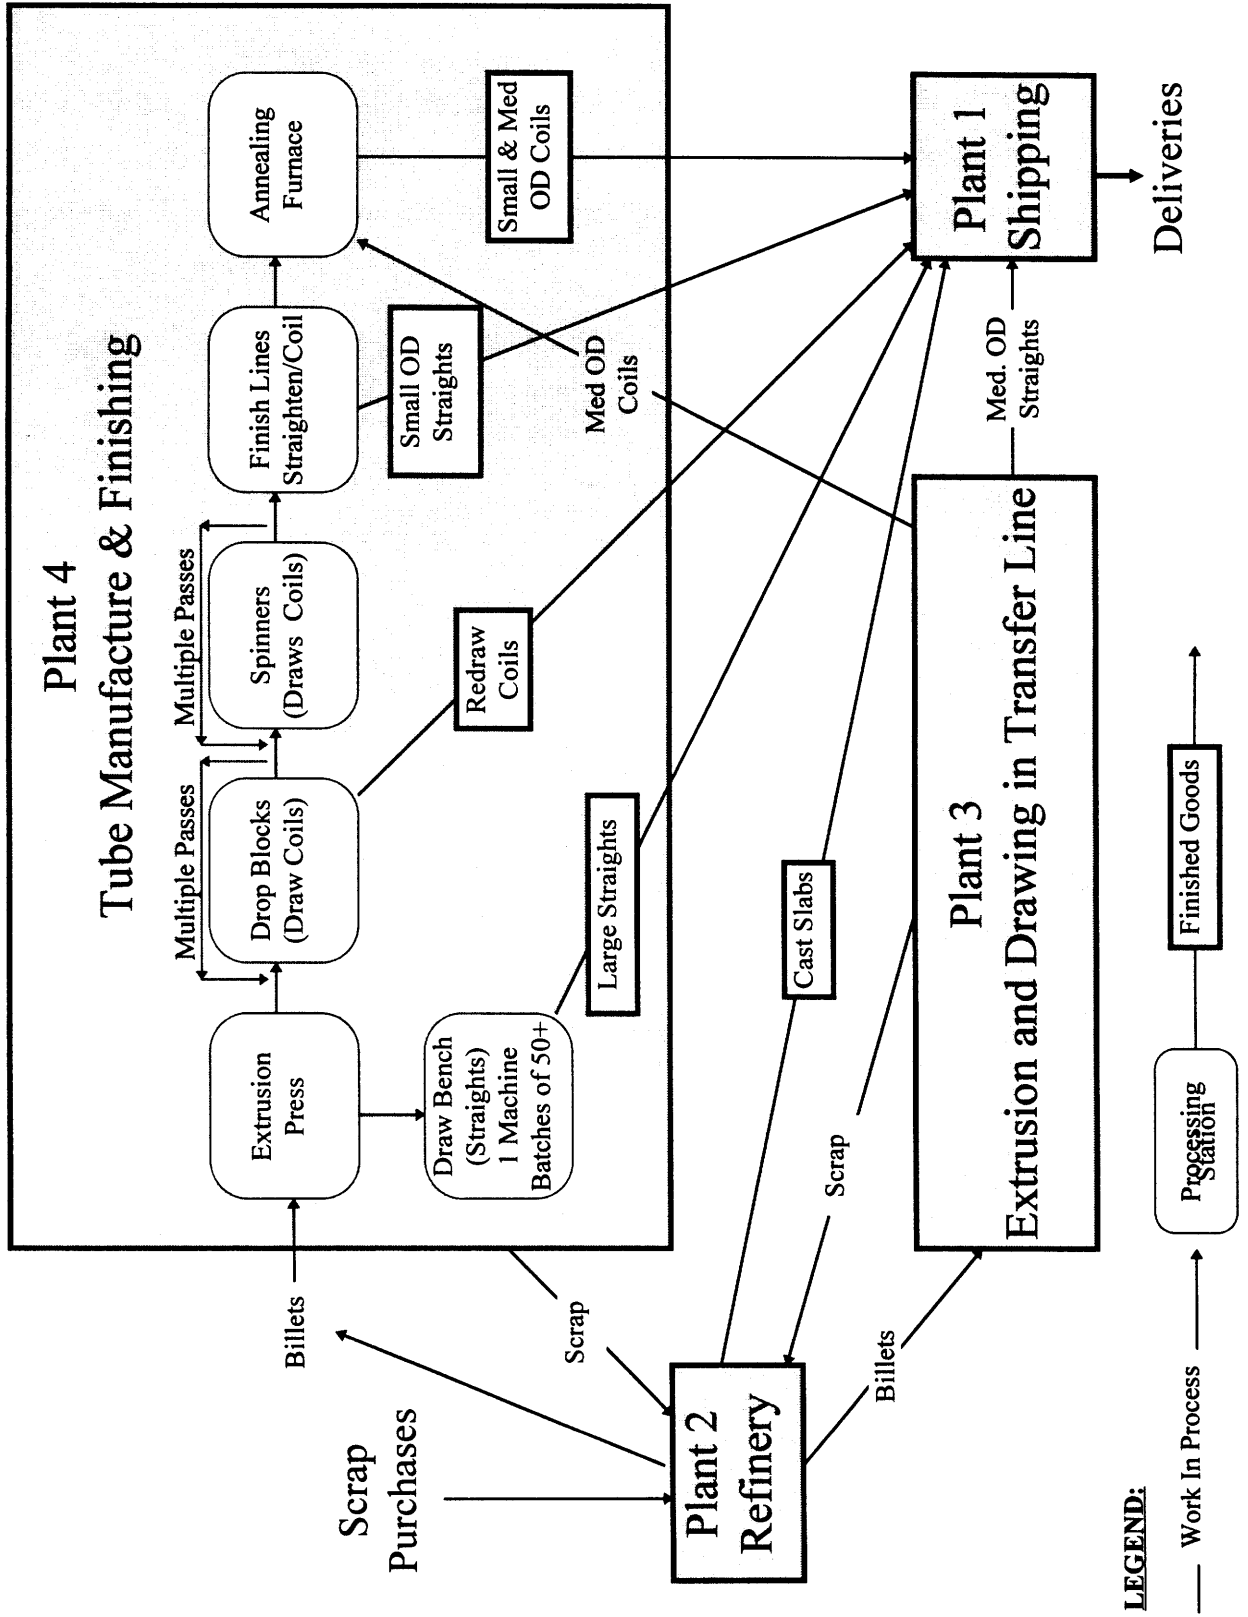 Plant 4
Tube Manufacture & Finishing
Multiple Passes
Multiple Passes
Billets
Extrusion
Press
Drop Blocks
(Draw Coils)
Spinners
(Draws Coils)
Finish Lines
Straighten/Coil
Annealing
Furnace
Draw Bench
(Straights)
1 Machine
Batches of 50+
Large Straights
Redraw
Coils
Small OD
Straights
Small & Med
OD Coils
Scrap
Purchases
Scrap
Med OD
Coils
Plant 2
Refinery
Cast Slabs
Scrap
Billets
Plant 3
Extrusion and Drawing in Transfer Line
Med. OD
Straights
Plant 1
Shipping
Deliveries
LEGEND:
Work In Process
Processing
Station
Finished Goods